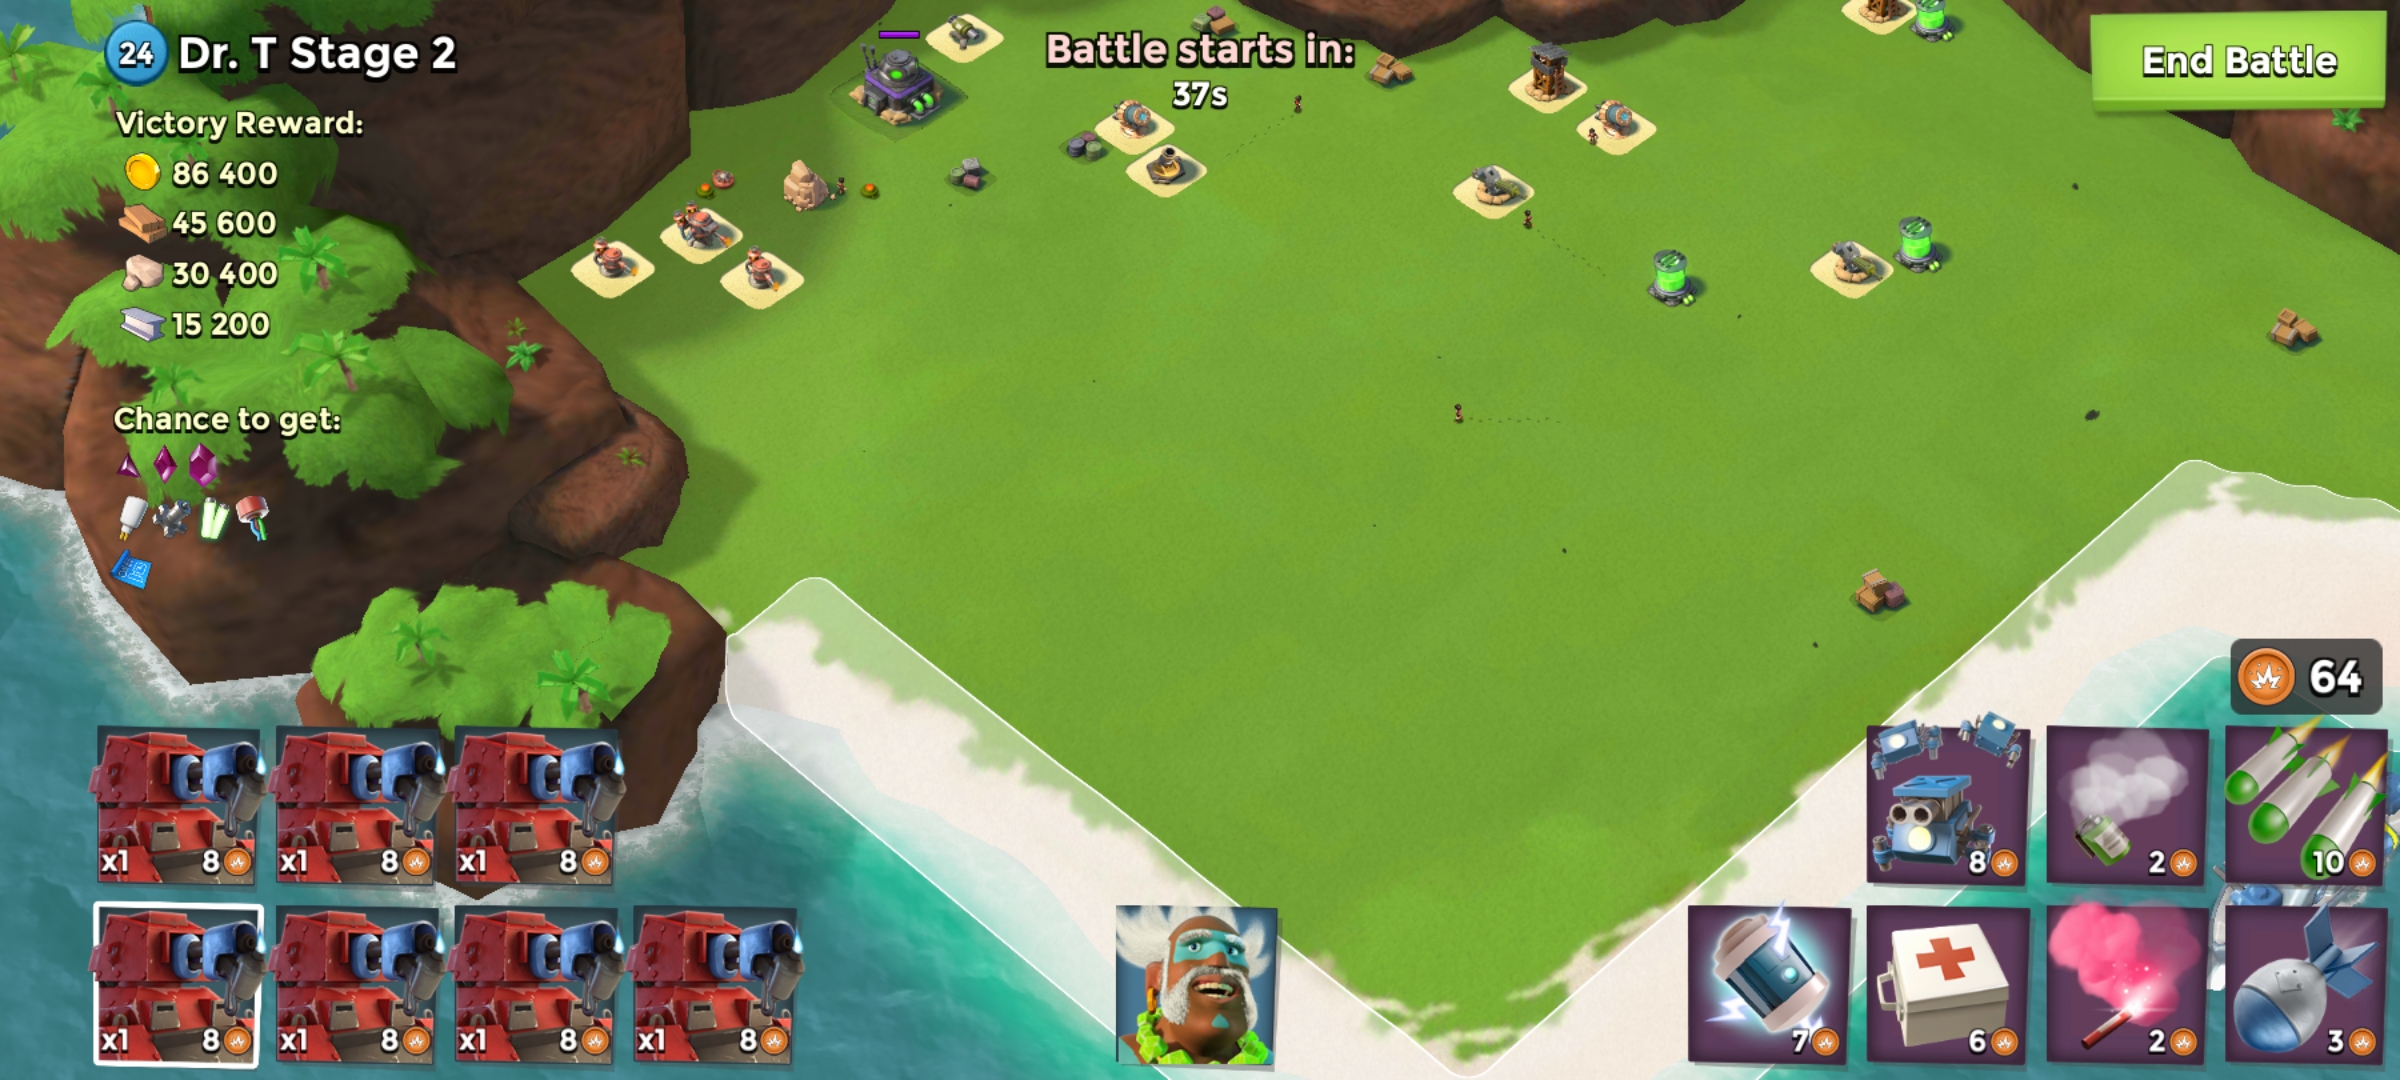 24 Dr. T Stage 2
Battle starts in:
37s
End Battle
Victory Reward:
86 400
45 600
30 400
15 200
Chance to get:
64
x1 8
x1 8
x1 8
8
2
10
x1 8
x1 8
x1 8
x1 8
7
6
2
3